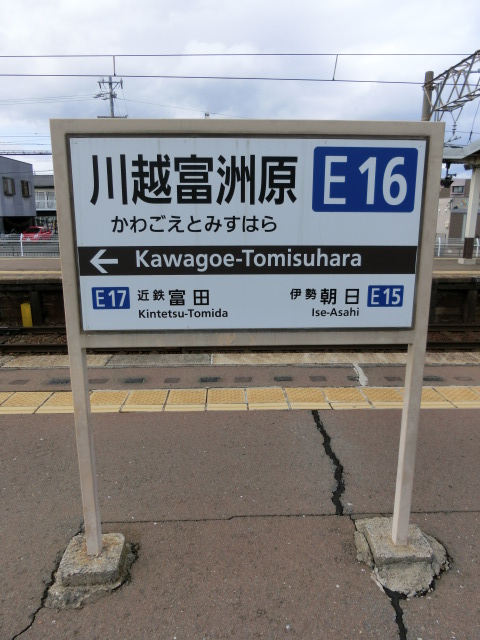 川越富洲原 E16
かわごえとみすはら
← Kawagoe-Tomisuhara
E17 近鉄富田 伊勢朝日 E15
Kintetsu-Tomida Ise-Asahi